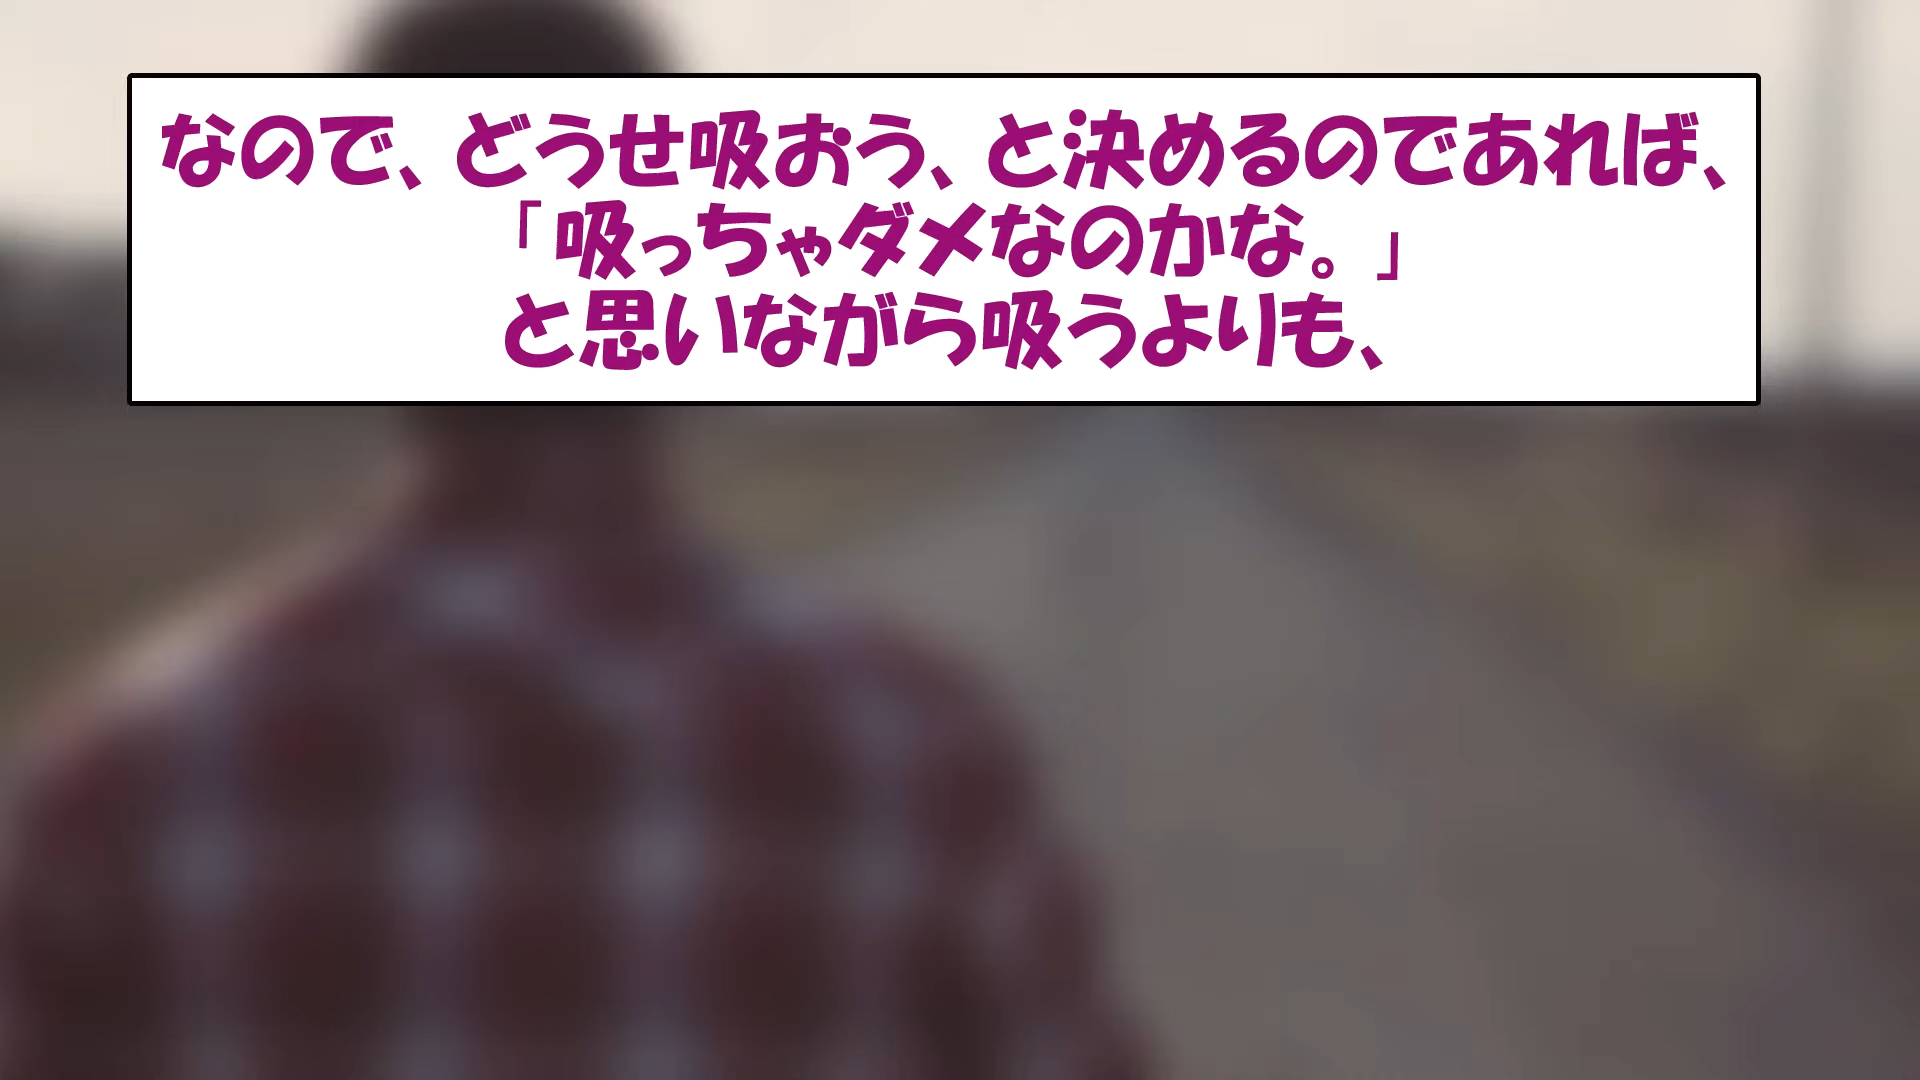 なので、どうせ吸おう、と決めるのであれば、
「吸っちゃダメなのかな。」
と思いながら吸うよりも、